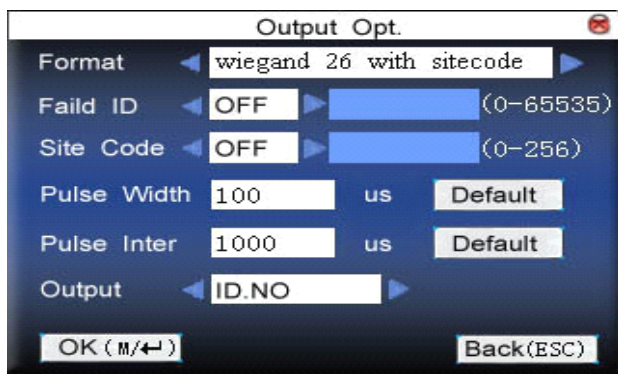 Output Opt.
Format wiegand 26 with sitecode
Faild ID OFF (0-65535)
Site Code OFF (0-256)
Pulse Width 100 us Default
Pulse Inter 1000 us Default
Output ID.NO
OK(M/↵) Back(ESC)